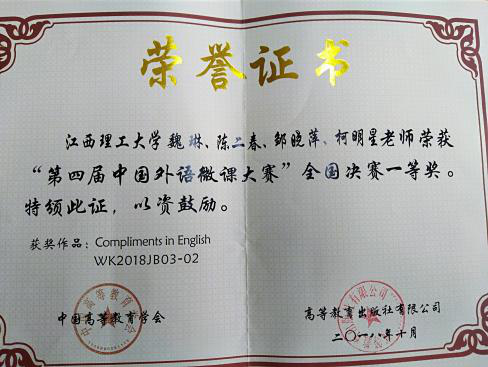 荣誉证书
江西理工大学魏琳、陈二春、邹晓萍、柯明星老师荣获
“第四届中国外语微课大赛”全国决赛一等奖。
特颁此证，以资鼓励。
获奖作品：Compliments in English
WK2018JB03-02
中国高等教育学会
高等教育出版社有限公司
二〇一八年十月